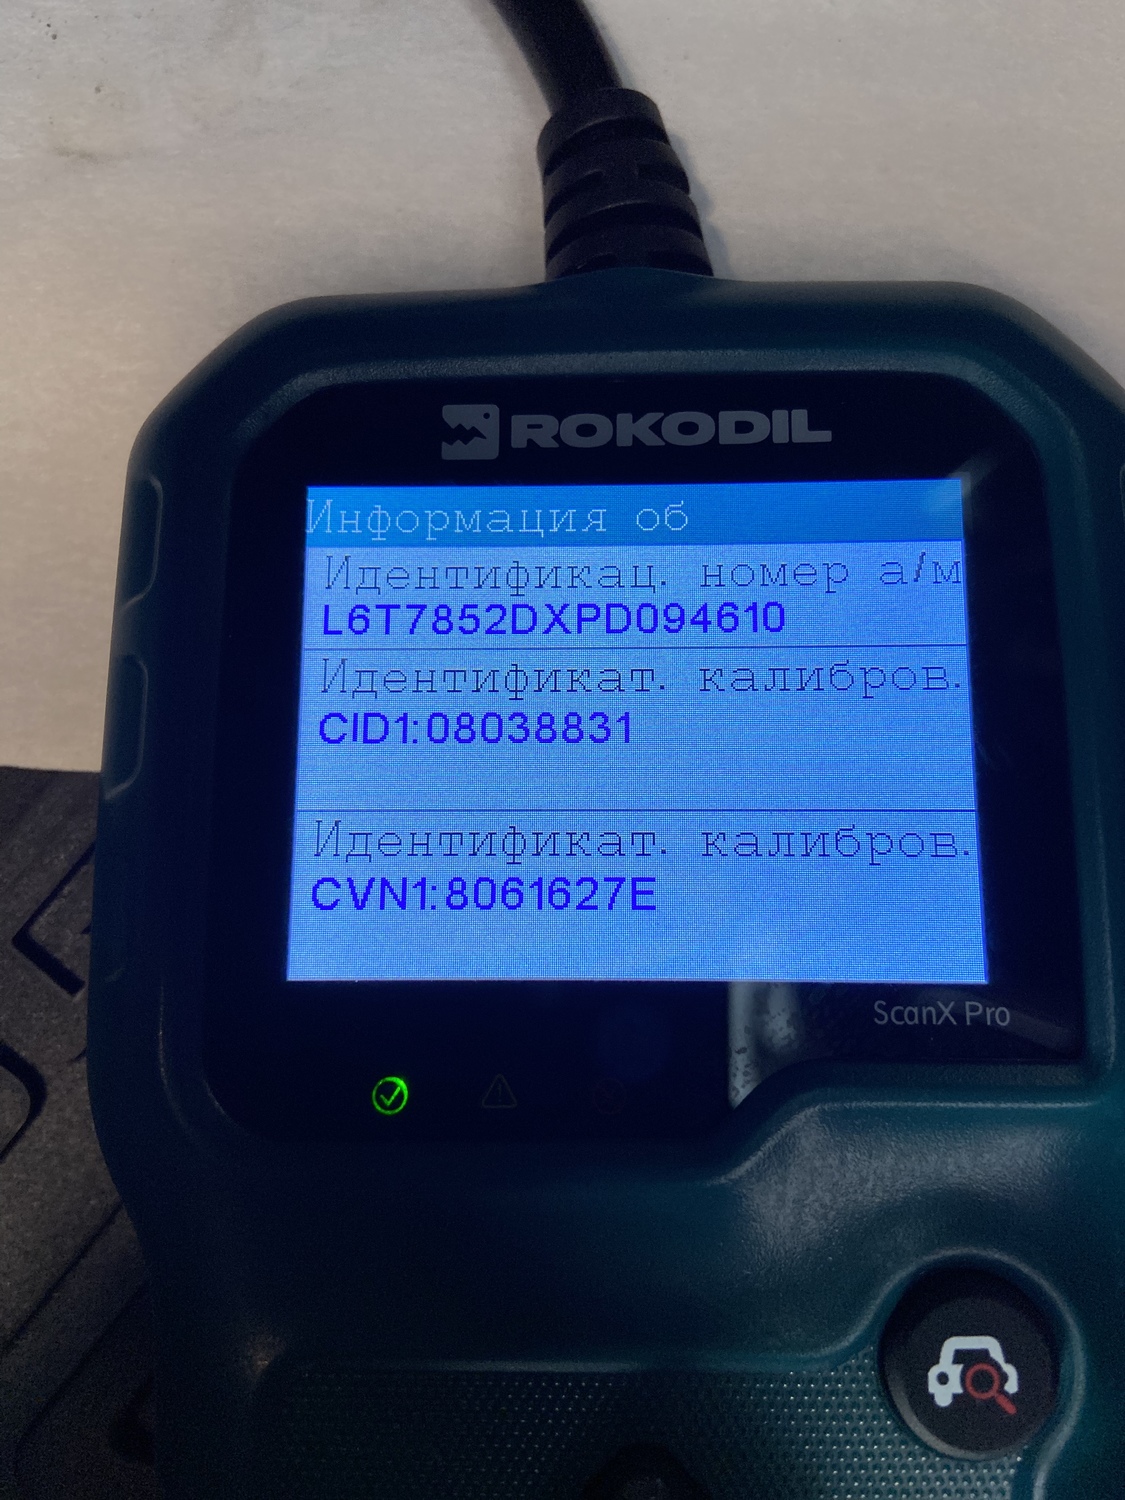 ROKODIL
Информация об
Идентификац. номер а/м
L6T7852DXPD094610
Идентификат. калибров.
CID1:08038831
Идентификат. калибров.
CVN1:8061627E
ScanX Pro